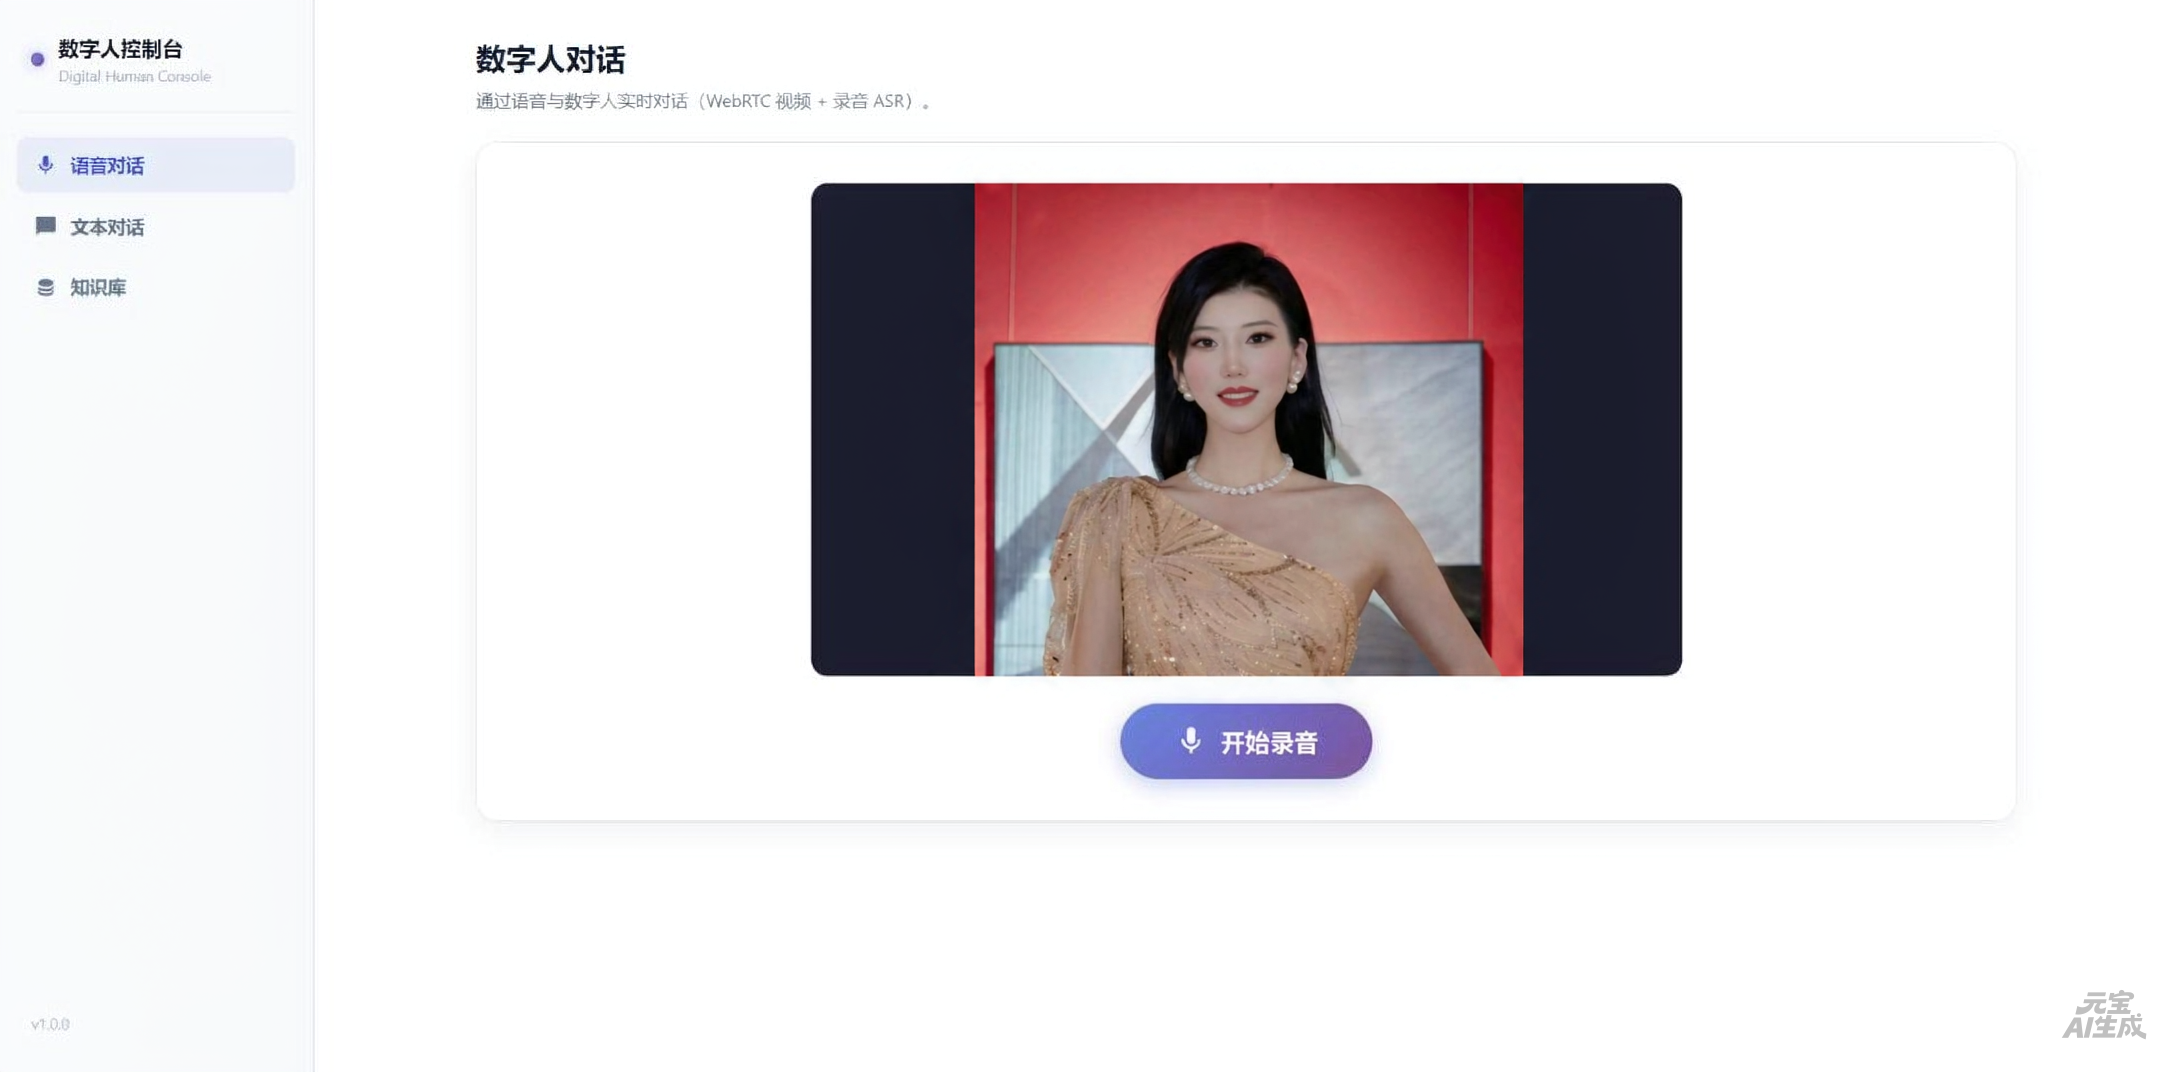 数字人控制台
Digital Human Console
语音对话
文本对话
知识库
v1.0.0
数字人对话
通过语音与数字人实时对话（WebRTC 视频 + 录音 ASR）。
开始录音
元宝
AI生成